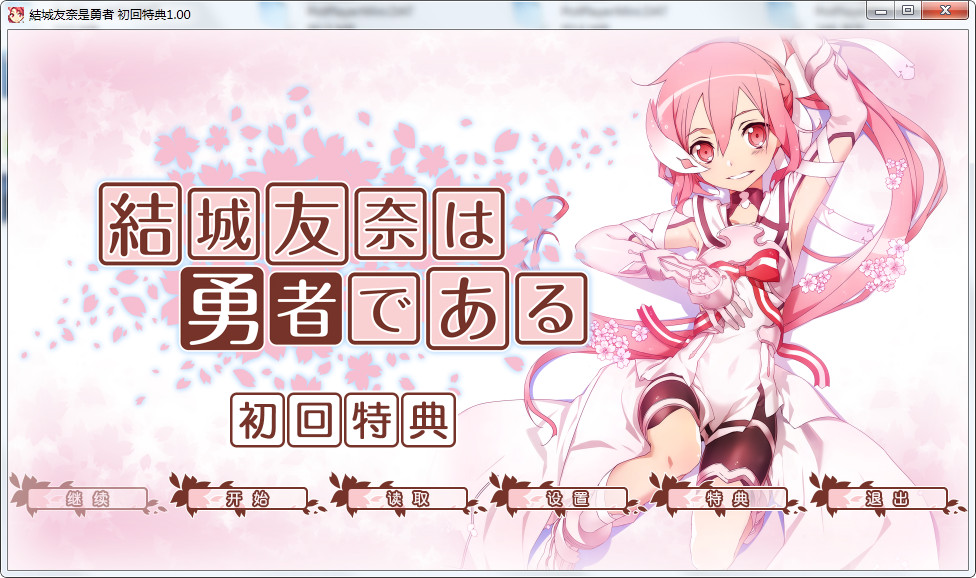 結城友奈是勇者 初回特典1.00
結城友奈は
勇者である
初回特典
继续
开始
读取
设置
特典
退出